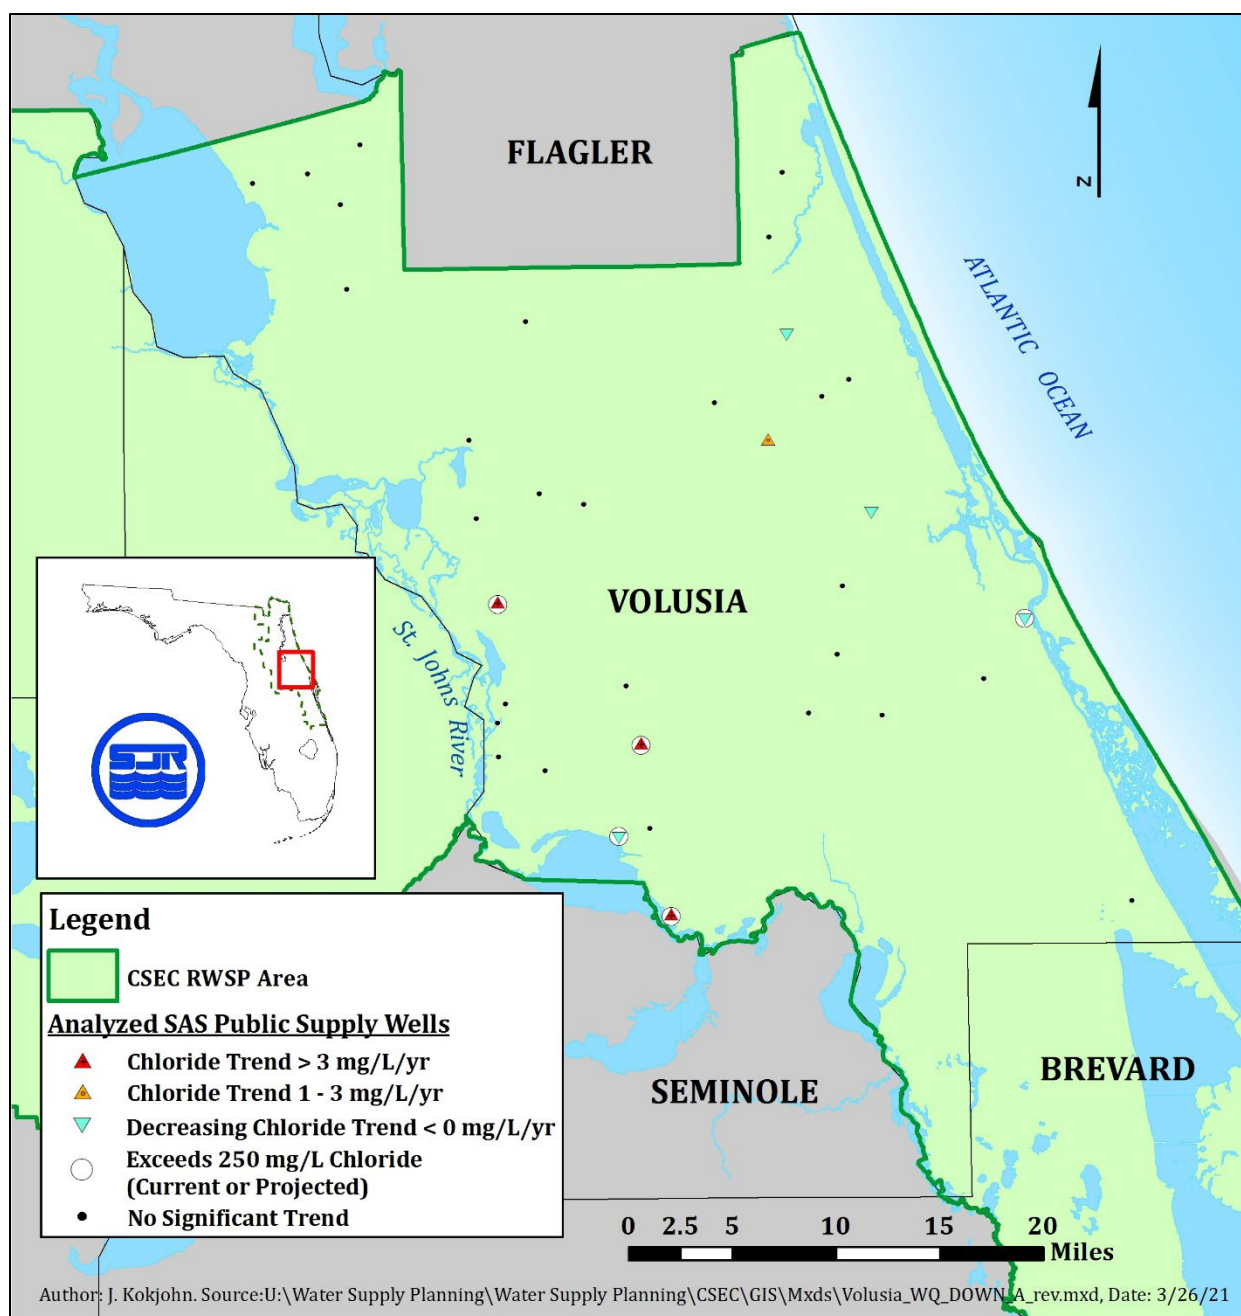 FLAGLER
N
ATLANTIC OCEAN
VOLUSIA
St. Johns River
SJR
Legend
CSEC RWSP Area
Analyzed SAS Public Supply Wells
Chloride Trend > 3 mg/L/yr
Chloride Trend 1 - 3 mg/L/yr
Decreasing Chloride Trend < 0 mg/L/yr
Exceeds 250 mg/L Chloride
(Current or Projected)
No Significant Trend
SEMINOLE
BREVARD
0 2.5 5 10 15 20
Miles
Author: J. Kokjohn. Source:U:\Water Supply Planning\Water Supply Planning\CSEC\GIS\Mxds\Volusia_WQ_DOWN_A_rev.mxd, Date: 3/26/21